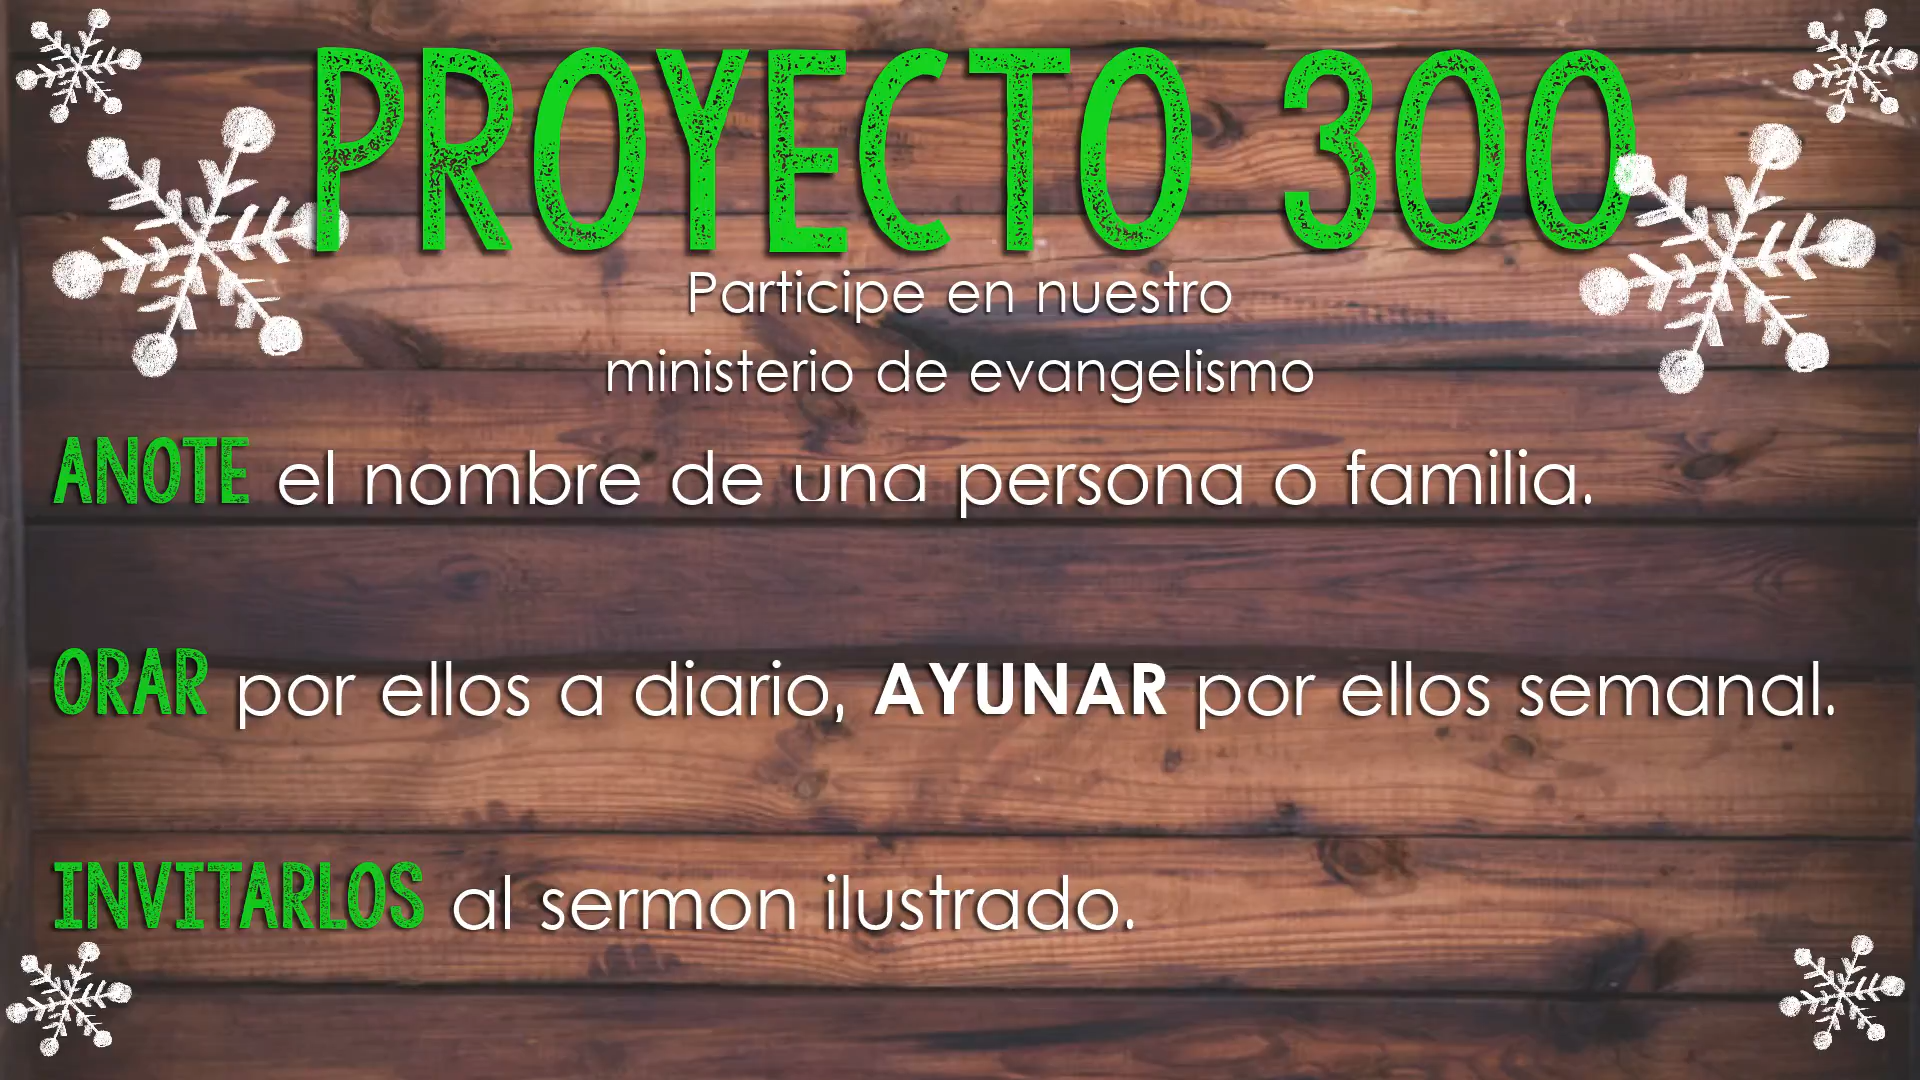 PROYECTO 300
Participe en nuestro
ministerio de evangelismo
ANOTE el nombre de una persona o familia.
ORAR por ellos a diario, AYUNAR por ellos semanal.
INVITARLOS al sermon ilustrado.